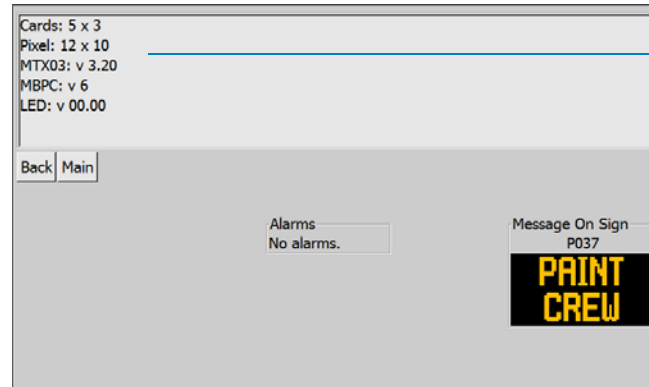 Cards: 5 x 3
Pixel: 12 x 10
MTX03: v 3.20
MBPC: v 6
LED: v 00.00
Back Main
Alarms
No alarms.
Message On Sign
P037
PAINT
CREW